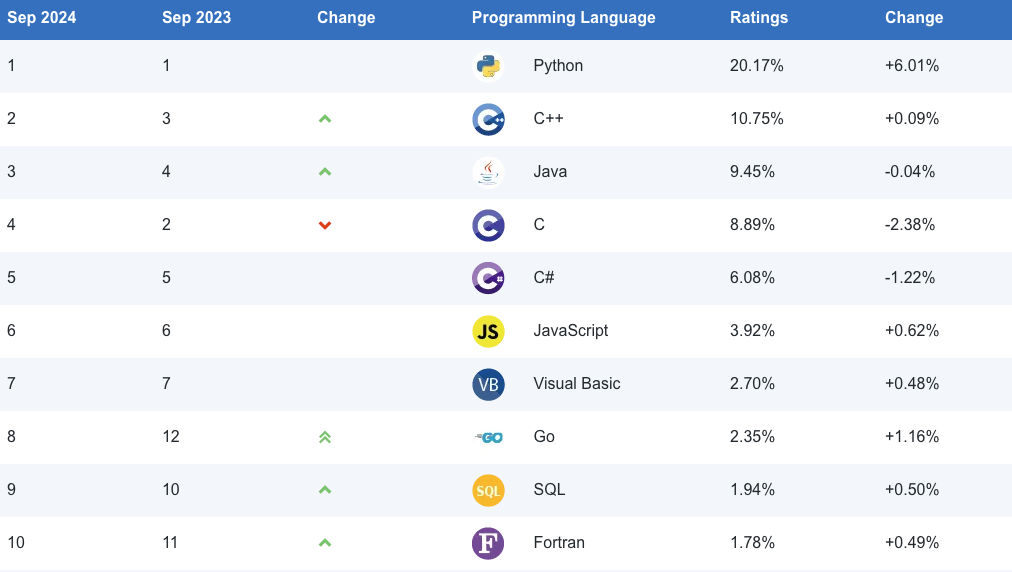 Sep 2024 Sep 2023 Change Programming Language Ratings Change
1 1 Python 20.17% +6.01%
2 3 C++ C++ 10.75% +0.09%
3 4 Java 9.45% -0.04%
4 2 C C 8.89% -2.38%
5 5 C# C# 6.08% -1.22%
6 6 JS JavaScript 3.92% +0.62%
7 7 VB Visual Basic 2.70% +0.48%
8 12 GO Go 2.35% +1.16%
9 10 SQL SQL 1.94% +0.50%
10 11 F Fortran 1.78% +0.49%